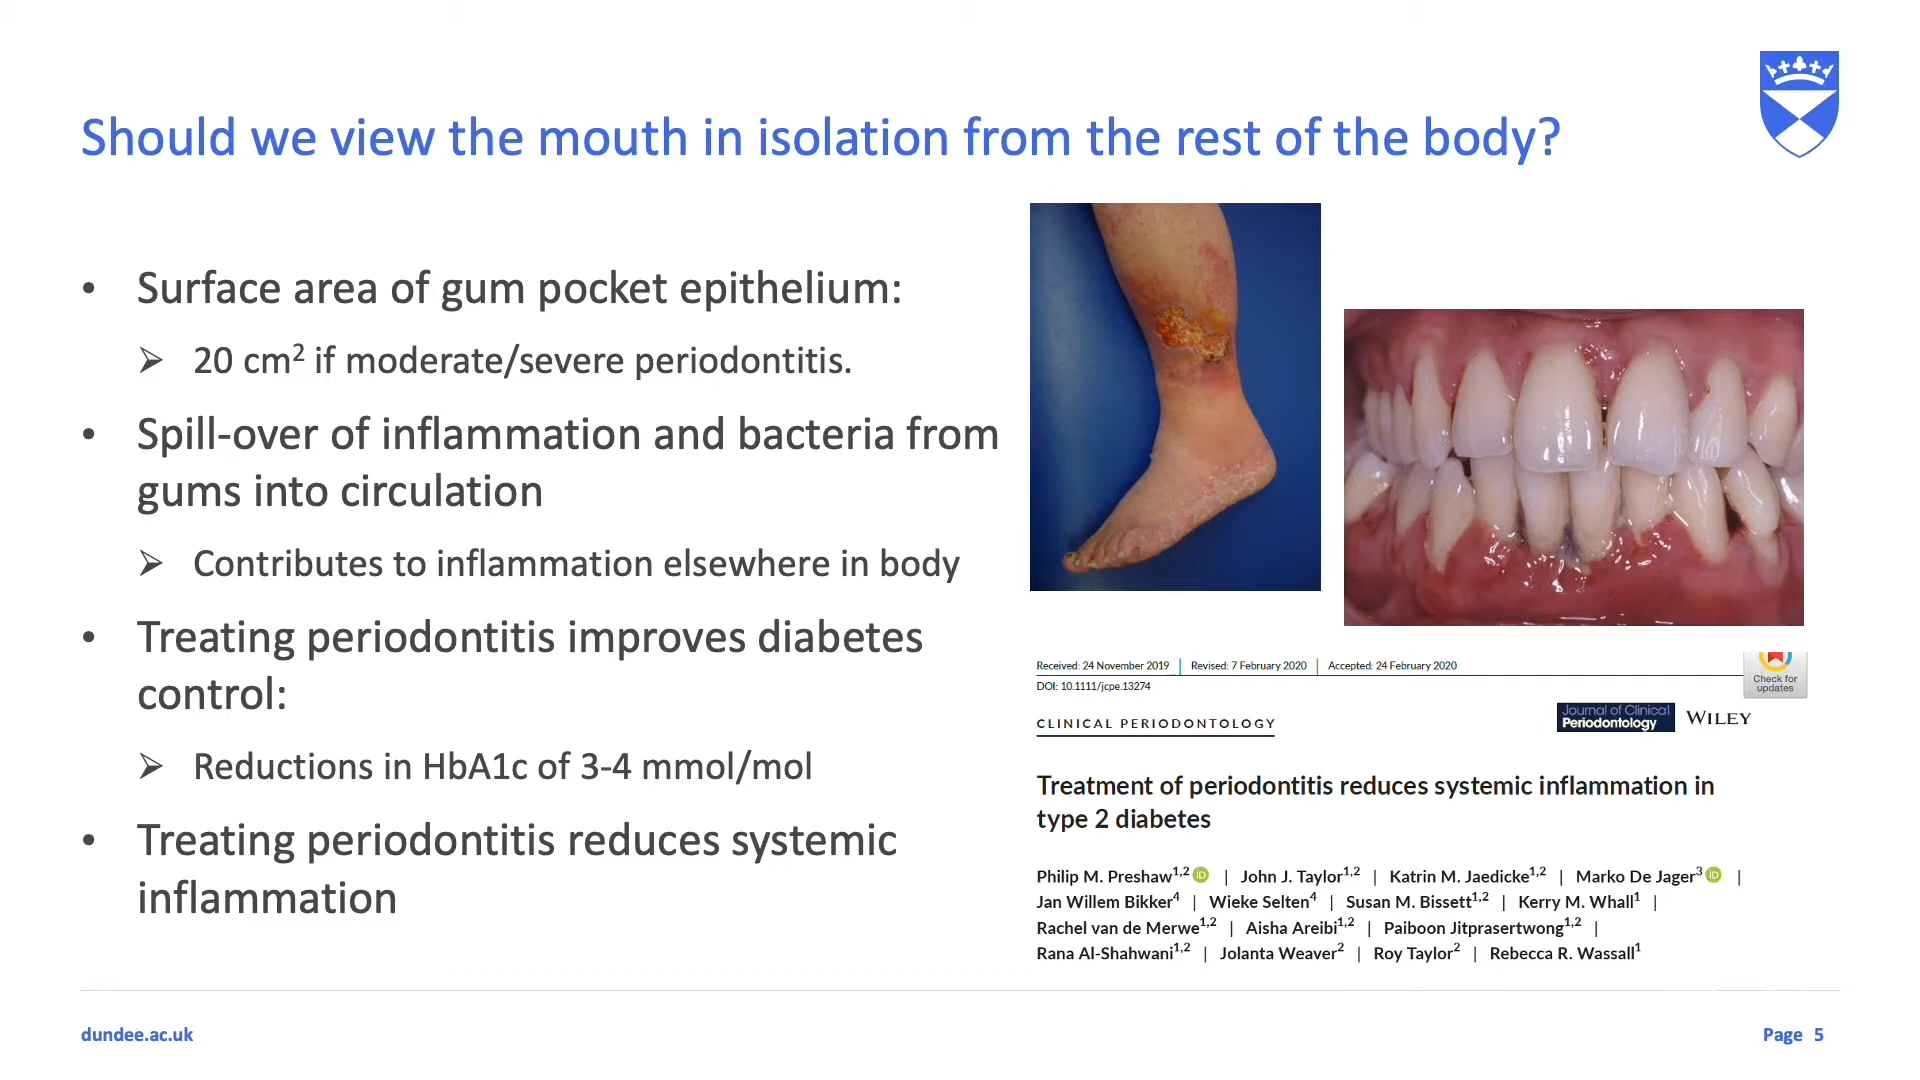 Should we view the mouth in isolation from the rest of the body?
• Surface area of gum pocket epithelium:
➢ 20 cm² if moderate/severe periodontitis.
• Spill-over of inflammation and bacteria from
gums into circulation
➢ Contributes to inflammation elsewhere in body
• Treating periodontitis improves diabetes
control:
➢ Reductions in HbA1c of 3-4 mmol/mol
• Treating periodontitis reduces systemic
inflammation
Received: 24 November 2019 | Revised: 7 February 2020 | Accepted: 24 February 2020
Check for
updates
DOI: 10.1111/jcpe.13274
CLINICAL PERIODONTOLOGY
Journal of Clinical
Periodontology
WILEY
Treatment of periodontitis reduces systemic inflammation in
type 2 diabetes
Philip M. Preshaw¹,² iD | John J. Taylor¹,² | Katrin M. Jaedicke¹,² | Marko De Jager³ iD |
Jan Willem Bikker⁴ | Wieke Selten⁴ | Susan M. Bissett¹,² | Kerry M. Whall¹ |
Rachel van de Merwe¹,² | Aisha Areibi¹,² | Paiboon Jitprasertwong¹,² |
Rana Al-Shahwani¹,² | Jolanta Weaver² | Roy Taylor² | Rebecca R. Wassall¹
dundee.ac.uk
Page 5